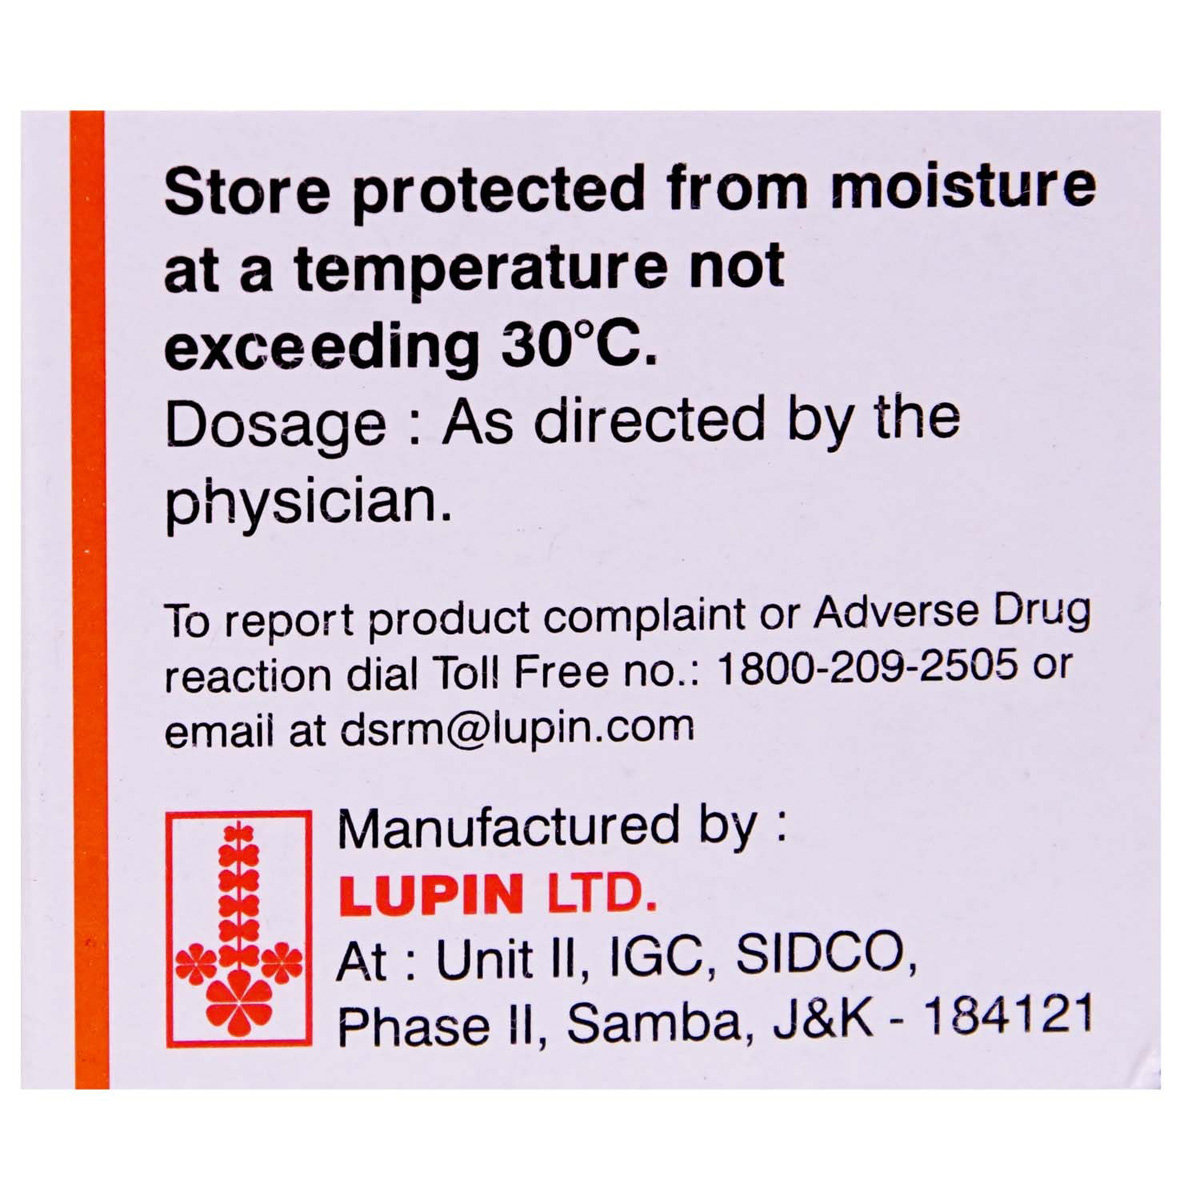 Store protected from moisture
at a temperature not
exceeding 30°C.
Dosage : As directed by the
physician.
To report product complaint or Adverse Drug
reaction dial Toll Free no.: 1800-209-2505 or
email at dsrm@lupin.com
Manufactured by :
LUPIN LTD.
At : Unit II, IGC, SIDCO,
Phase II, Samba, J&K - 184121